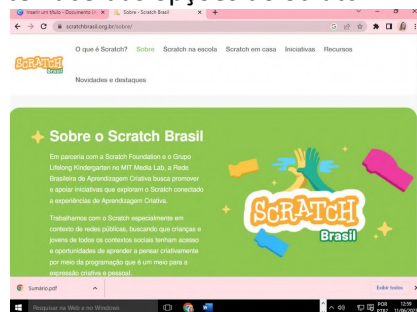 Inserir um título - Documento
Sobre - Scratch Brasil
scratchbrasil.org.br/sobre/
O que é Scratch? Sobre Scratch na escola Scratch em casa Iniciativas Recursos
SCRATCH
Brasil
Novidades e destaques
Sobre o Scratch Brasil
Em parceria com a Scratch Foundation e o Grupo
Lifelong Kindergarten no MIT Media Lab, a Rede
Brasileira de Aprendizagem Criativa busca promover
e apoiar iniciativas que exploram o Scratch conectado
a experiências de Aprendizagem Criativa.
Trabalhamos com o Scratch especialmente em
contexto de redes públicas, buscando que crianças e
jovens de todos os contextos sociais tenham acesso
e oportunidades de aprender a pensar criativamente
por meio da programação que é um meio para a
expressão criativa e pessoal.
SCRATCH
Brasil
Sumário.pdf
Exibir todos
Pesquisar na Web e no Windows
POR
PTB2
12:59